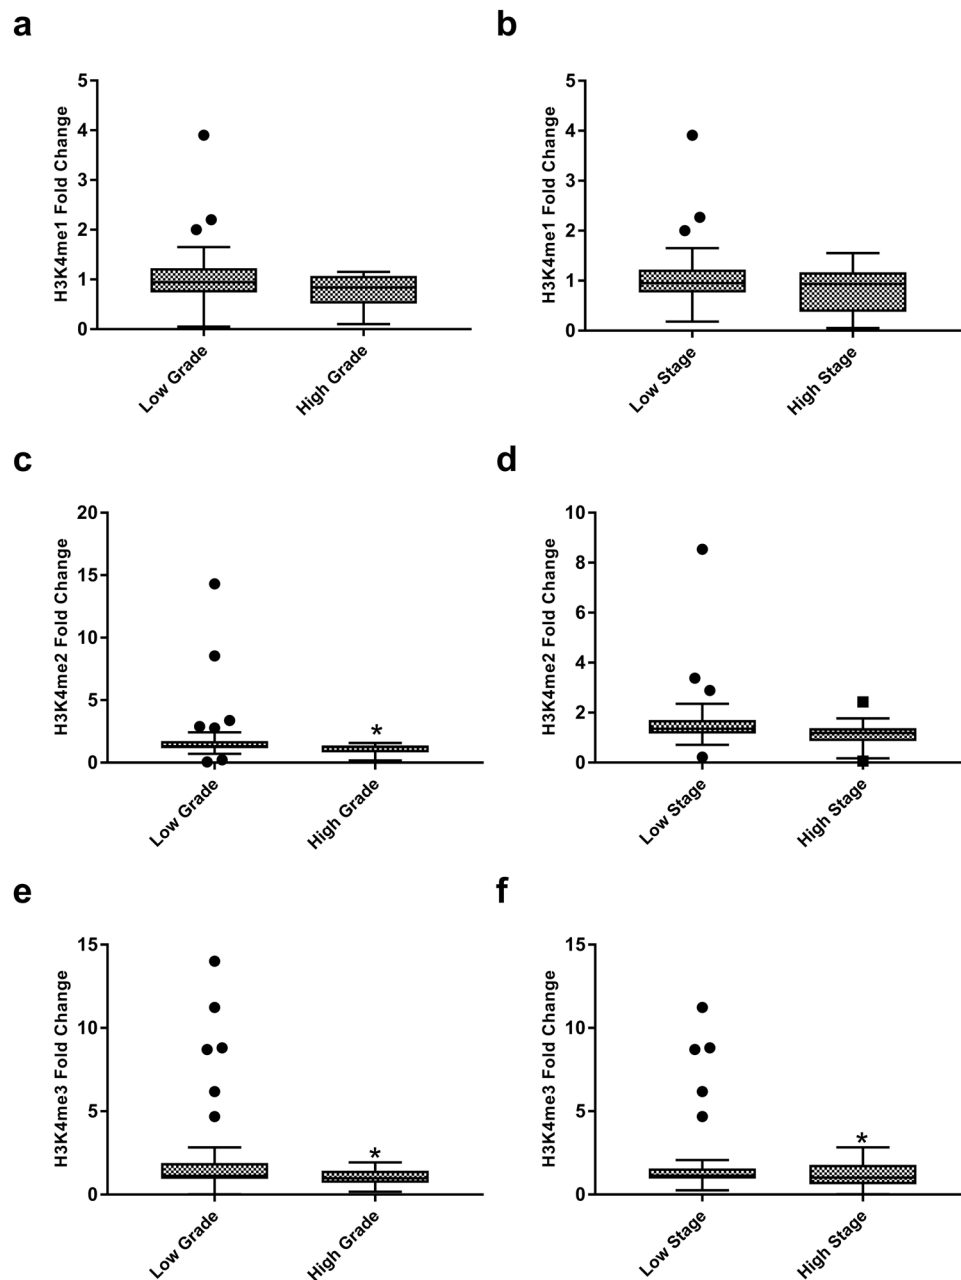 a
H3K4me1 Fold Change
5
4
3
2
1
0
Low Grade
High Grade
b
H3K4me1 Fold Change
5
4
3
2
1
0
Low Stage
High Stage
c
H3K4me2 Fold Change
20
15
10
5
0
*
Low Grade
High Grade
d
H3K4me2 Fold Change
10
8
6
4
2
0
Low Stage
High Stage
e
H3K4me3 Fold Change
15
10
5
0
*
Low Grade
High Grade
f
H3K4me3 Fold Change
15
10
5
0
*
Low Stage
High Stage